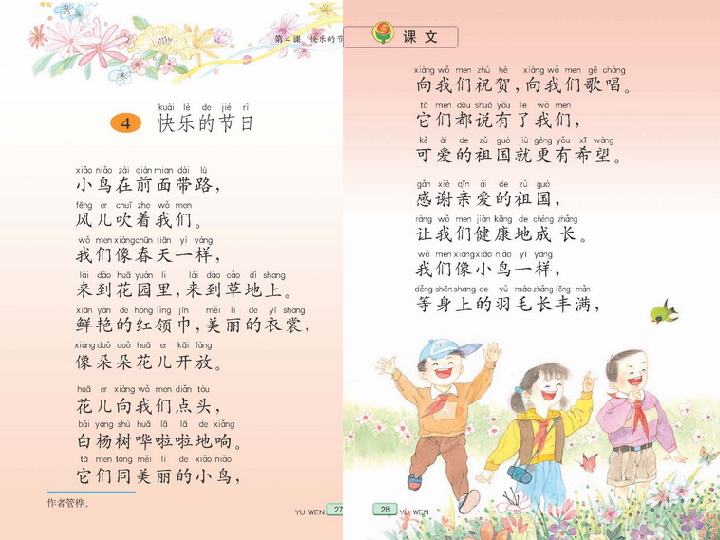 第4课 快乐的节
kuài lè de jié rì
4 快乐的节日
xiǎo niǎo zài qián mian dài lù
小鸟在前面带路，
fēng er chuī zhe wǒ men
风儿吹着我们。
wǒ men xiàng chūn tiān yí yàng
我们像春天一样，
lái dào huā yuán li lái dào cǎo dì shang
来到花园里，来到草地上。
xiān yàn de hóng lǐng jīn měi lì de yī shang
鲜艳的红领巾，美丽的衣裳，
xiàng duǒ duǒ huā er kāi fàng
像朵朵花儿开放。
huā er xiàng wǒ men diǎn tóu
花儿向我们点头，
bái yáng shù huā lā lā de xiǎng
白杨树哗啦啦地响。
tā men tóng měi lì de xiǎo niǎo
它们同美丽的小鸟，
作者管桦。
YU WEN 27
课文
xiàng wǒ men zhù hè xiàng wǒ men gē chàng
向我们祝贺，向我们歌唱。
tā men dōu shuō yǒu le wǒ men
它们都说有了我们，
kě ài de zǔ guó jiù gèng yǒu xī wàng
可爱的祖国就更有希望。
gǎn xiè qīn ài de zǔ guó
感谢亲爱的祖国，
ràng wǒ men jiàn kāng de chéng zhǎng
让我们健康地成长。
wǒ men xiàng xiǎo niǎo yí yàng
我们像小鸟一样，
děng shēn shang de yǔ máo zhǎng fēng mǎn
等身上的羽毛长丰满，
28 YU WEN